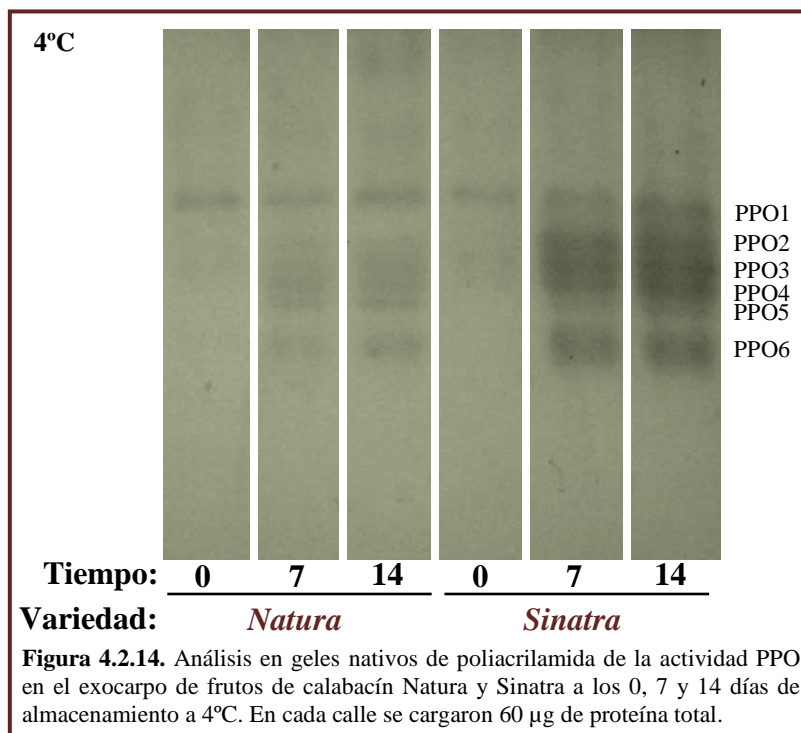 4ºC
PPO1
PPO2
PPO3
PPO4
PPO5
PPO6
Tiempo: 0 7 14 0 7 14
Variedad: Natura Sinatra
Figura 4.2.14. Análisis en geles nativos de poliacrilamida de la actividad PPO
en el exocarpo de frutos de calabacín Natura y Sinatra a los 0, 7 y 14 días de
almacenamiento a 4ºC. En cada calle se cargaron 60 µg de proteína total.